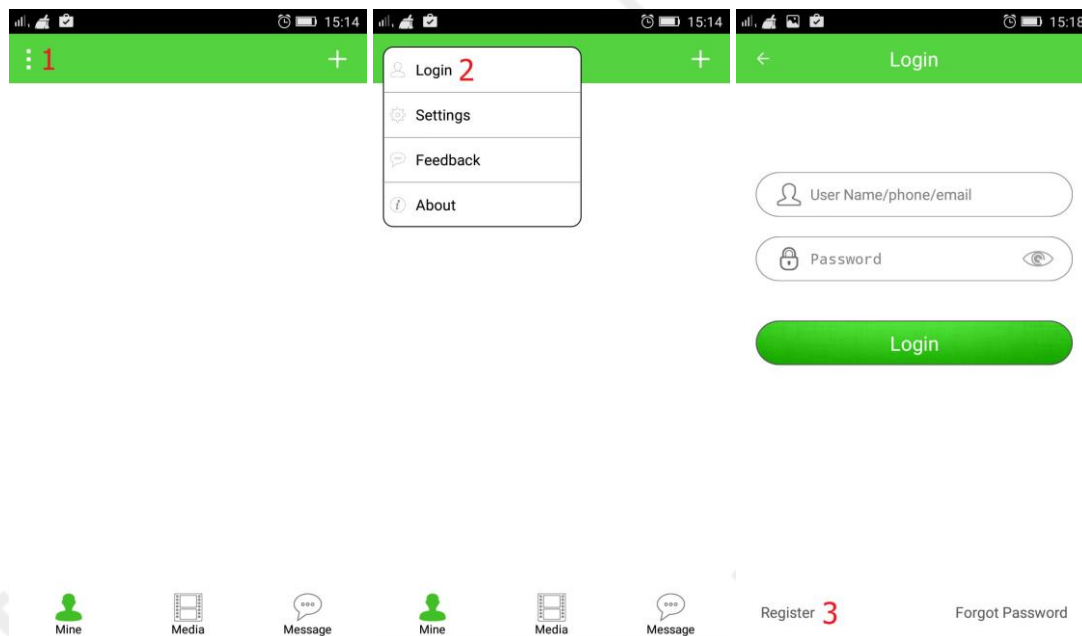 15:14
1
Mine
Media
Message
15:14
Login 2
Settings
Feedback
About
Mine
Media
Message
15:18
Login
User Name/phone/email
Password
Login
Register 3
Forgot Password